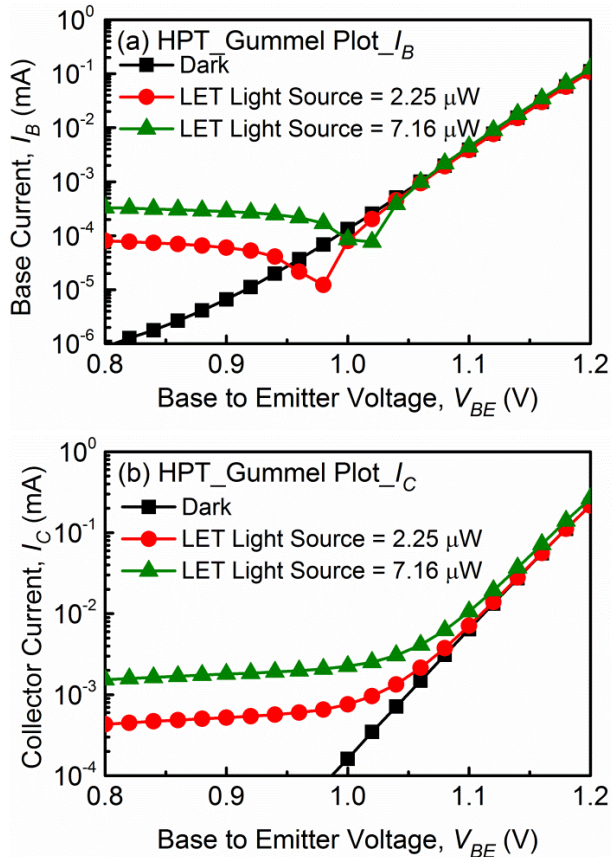 (a) HPT_Gummel Plot_I_B
Dark
LET Light Source = 2.25 μW
LET Light Source = 7.16 μW
Base Current, I_B (mA)
10^0
10^-1
10^-2
10^-3
10^-4
10^-5
10^-6
0.8 0.9 1.0 1.1 1.2
Base to Emitter Voltage, V_BE (V)
(b) HPT_Gummel Plot_I_C
Dark
LET Light Source = 2.25 μW
LET Light Source = 7.16 μW
Collector Current, I_C (mA)
10^0
10^-1
10^-2
10^-3
10^-4
0.8 0.9 1.0 1.1 1.2
Base to Emitter Voltage, V_BE (V)